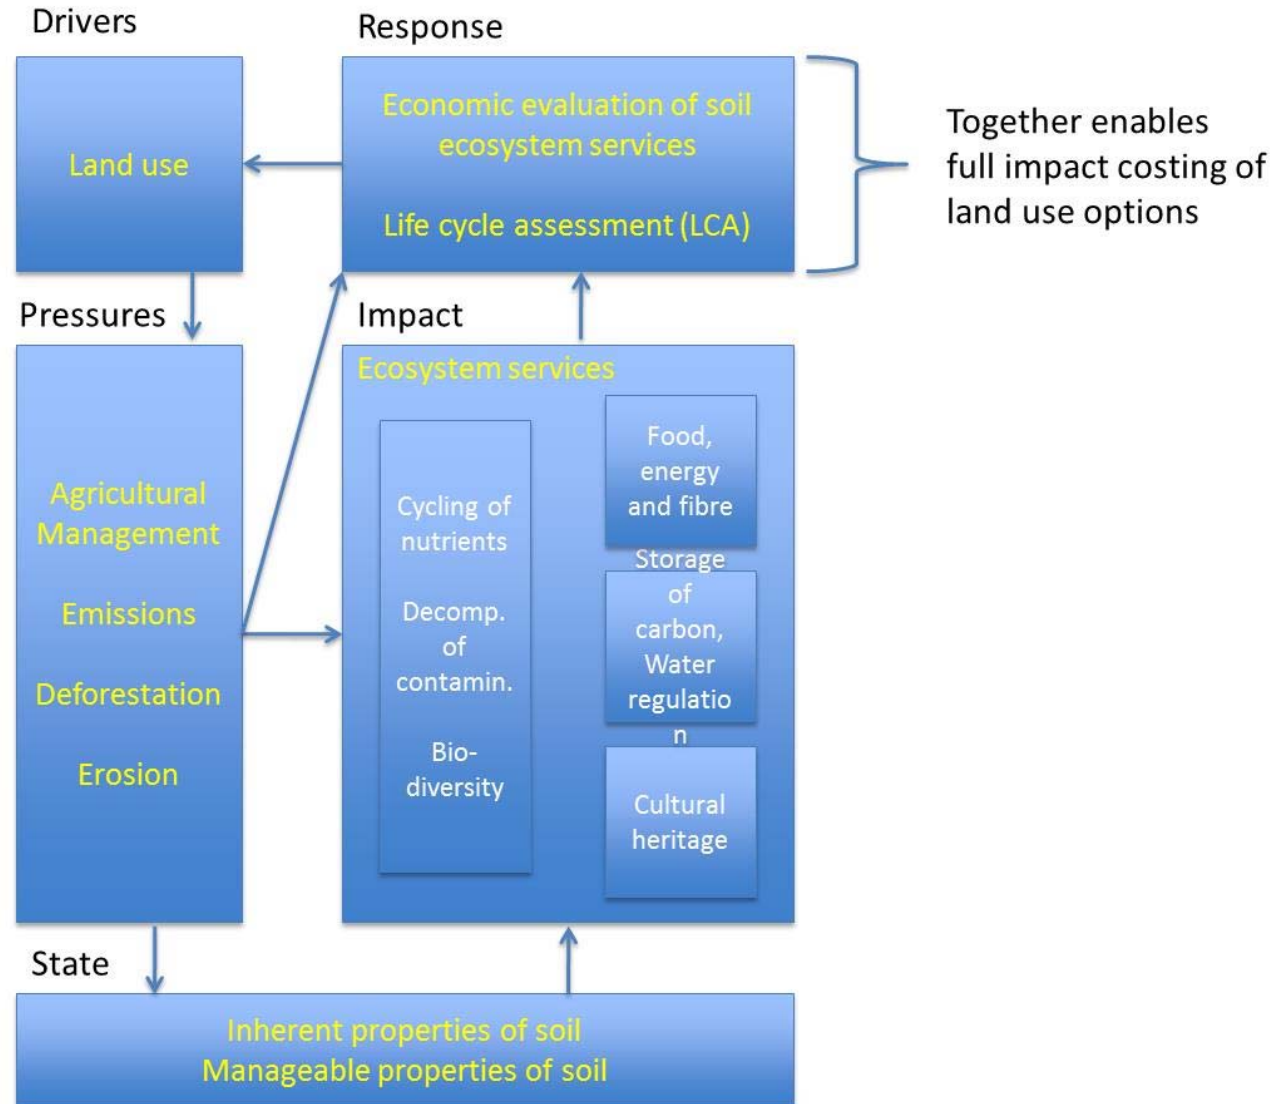 Drivers
Land use
Response
Economic evaluation of soil
ecosystem services
Life cycle assessment (LCA)
Together enables
full impact costing of
land use options
Pressures
Agricultural
Management
Emissions
Deforestation
Erosion
Impact
Ecosystem services
Cycling of
nutrients
Decomp.
of
contamin.
Bio-
diversity
Food,
energy
and fibre
Storage
of
carbon,
Water
regulatio
n
Cultural
heritage
State
Inherent properties of soil
Manageable properties of soil